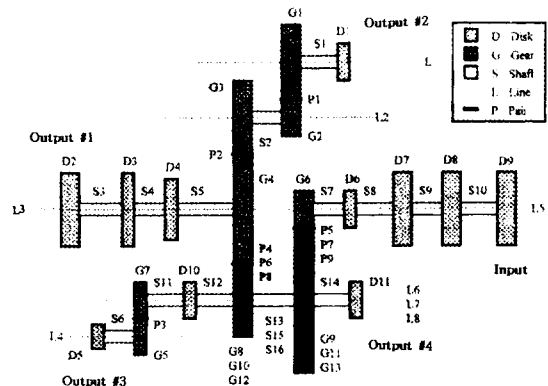 G1
Output #2
D1
S1
D Disk
G Gear
S Shaft
L Line
P Pair
L
G3
P1
L2
S2
G2
Output #1
P2
D2
D3
D4
S3
S4
S5
G4
G6
S7
D6
S8
D7
S9
D8
S10
D9
L3
L5
P5
P7
P9
P4
P6
P8
Input
G7
S11
D10
S12
S14
D11
L6
L7
L8
S6
P3
L4
D5
G5
S13
S15
S16
G8
G10
G12
G9
G11
G13
Output #4
Output #3